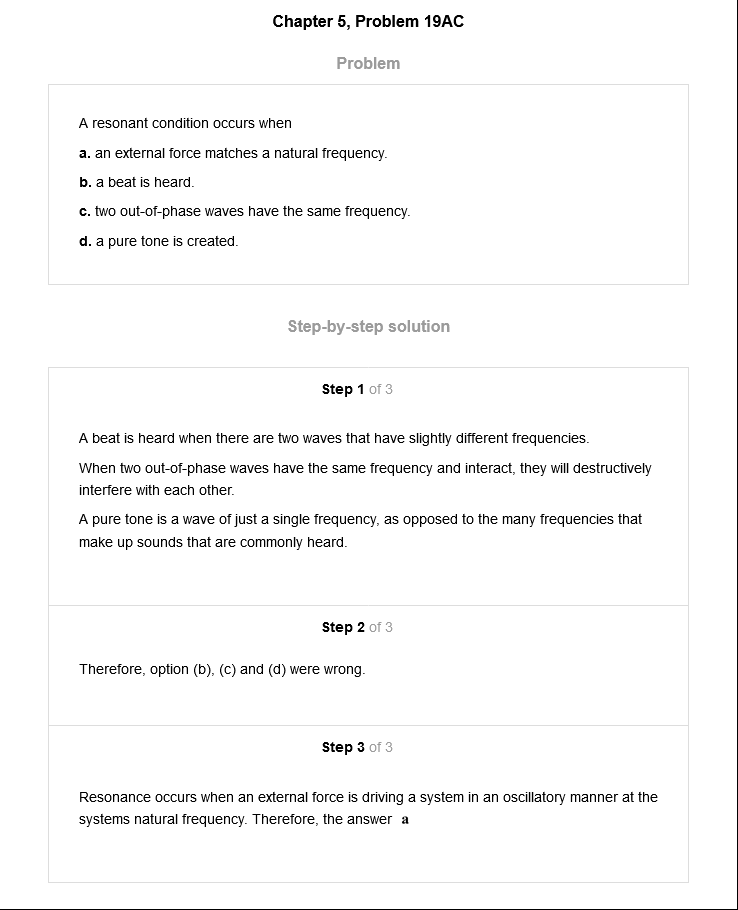 Chapter 5, Problem 19AC
Problem
A resonant condition occurs when
a. an external force matches a natural frequency.
b. a beat is heard.
c. two out-of-phase waves have the same frequency.
d. a pure tone is created.
Step-by-step solution
Step 1 of 3
A beat is heard when there are two waves that have slightly different frequencies.
When two out-of-phase waves have the same frequency and interact, they will destructively
interfere with each other.
A pure tone is a wave of just a single frequency, as opposed to the many frequencies that
make up sounds that are commonly heard.
Step 2 of 3
Therefore, option (b), (c) and (d) were wrong.
Step 3 of 3
Resonance occurs when an external force is driving a system in an oscillatory manner at the
systems natural frequency. Therefore, the answer a